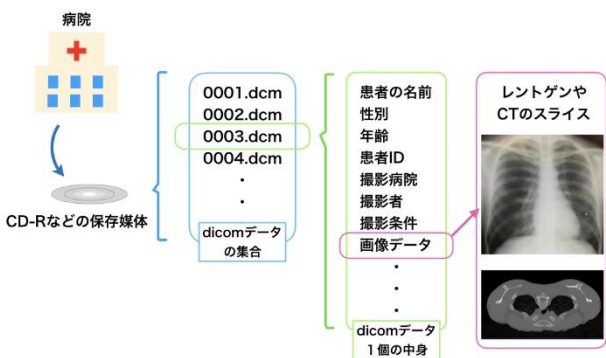 病院
CD-Rなどの保存媒体
0001.dcm
0002.dcm
0003.dcm
0004.dcm
・
・
dicomデータ
の集合
患者の名前
性別
年齢
患者ID
撮影病院
撮影者
撮影条件
画像データ
・
・
・
dicomデータ
１個の中身
レントゲンや
CTのスライス